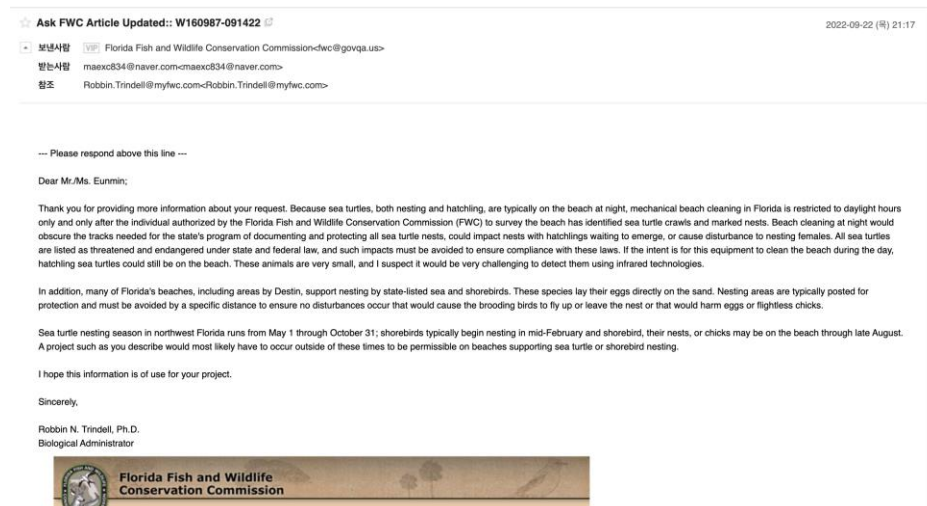 Ask FWC Article Updated:: W160987-091422
2022-09-22 (목) 21:17
보낸사람 VIP Florida Fish and Wildlife Conservation Commission<fwc@govqa.us>
받는사람 maexc834@naver.com<maexc834@naver.com>
참조 Robbin.Trindell@myfwc.com<Robbin.Trindell@myfwc.com>
--- Please respond above this line ---
Dear Mr./Ms. Eunmin;
Thank you for providing more information about your request. Because sea turtles, both nesting and hatchling, are typically on the beach at night, mechanical beach cleaning in Florida is restricted to daylight hours
only and only after the individual authorized by the Florida Fish and Wildlife Conservation Commission (FWC) to survey the beach has identified sea turtle crawls and marked nests. Beach cleaning at night would
obscure the tracks needed for the state's program of documenting and protecting all sea turtle nests, could impact nests with hatchlings waiting to emerge, or cause disturbance to nesting females. All sea turtles
are listed as threatened and endangered under state and federal law, and such impacts must be avoided to ensure compliance with these laws. If the intent is for this equipment to clean the beach during the day,
hatchling sea turtles could still be on the beach. These animals are very small, and I suspect it would be very challenging to detect them using infrared technologies.
In addition, many of Florida's beaches, including areas by Destin, support nesting by state-listed sea and shorebirds. These species lay their eggs directly on the sand. Nesting areas are typically posted for
protection and must be avoided by a specific distance to ensure no disturbances occur that would cause the brooding birds to fly up or leave the nest or that would harm eggs or flightless chicks.
Sea turtle nesting season in northwest Florida runs from May 1 through October 31; shorebirds typically begin nesting in mid-February and shorebird, their nests, or chicks may be on the beach through late August.
A project such as you describe would most likely have to occur outside of these times to be permissible on beaches supporting sea turtle or shorebird nesting.
I hope this information is of use for your project.
Sincerely,
Robbin N. Trindell, Ph.D.
Biological Administrator
Florida Fish and Wildlife
Conservation Commission